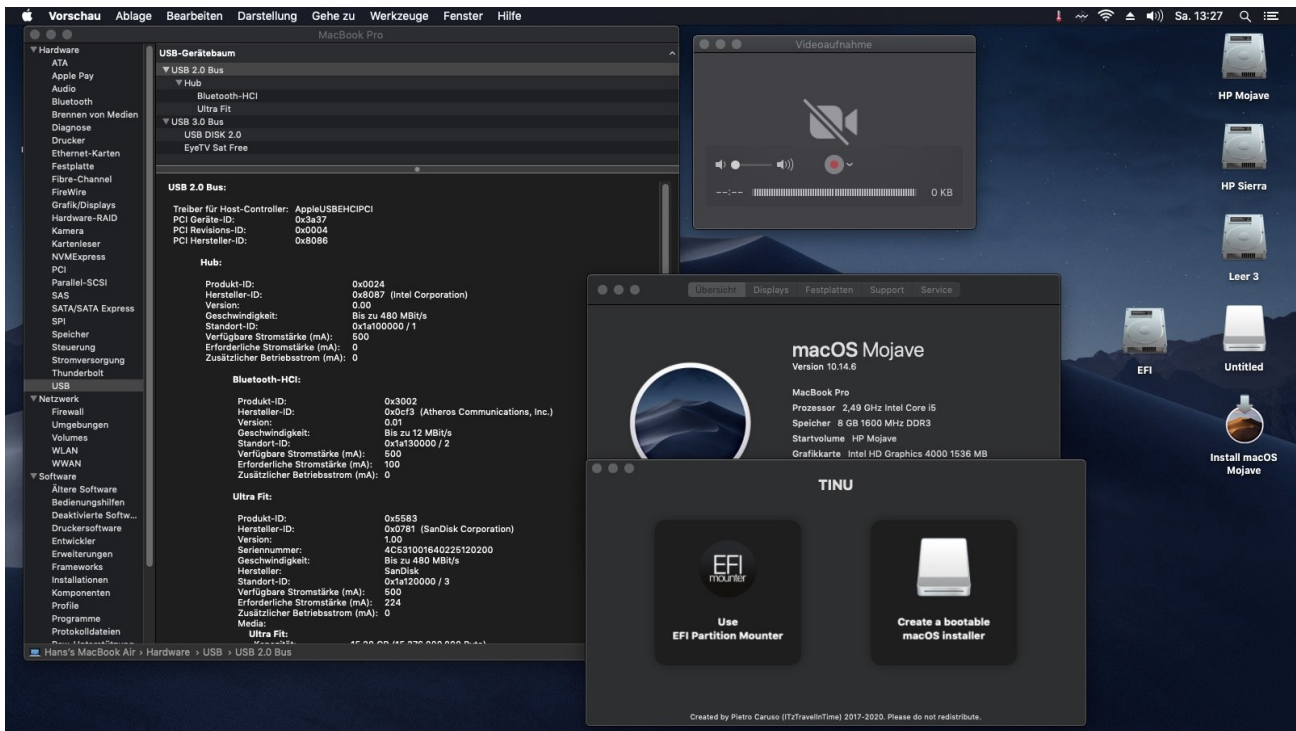 Vorschau Ablage Bearbeiten Darstellung Gehe zu Werkzeuge Fenster Hilfe
Sa. 13:27
MacBook Pro
Hardware
ATA
Apple Pay
Audio
Bluetooth
Brennen von Medien
Diagnose
Drucker
Ethernet-Karten
Festplatte
Fibre-Channel
FireWire
Grafik/Displays
Hardware-RAID
Kamera
Kartenleser
NVMExpress
PCI
Parallel-SCSI
SAS
SATA/SATA Express
SPI
Speicher
Steuerung
Stromversorgung
Thunderbolt
USB
Netzwerk
Firewall
Umgebungen
Volumes
WLAN
WWAN
Software
Ältere Software
Bedienungshilfen
Deaktivierte Softw...
Druckersoftware
Entwickler
Erweiterungen
Frameworks
Installationen
Komponenten
Profile
Programme
Protokolldateien
USB-Gerätebaum
USB 2.0 Bus
Hub
Bluetooth-HCI
Ultra Fit
USB 3.0 Bus
USB DISK 2.0
EyeTV Sat Free
USB 2.0 Bus:
Treiber für Host-Controller: AppleUSBEHCIPCI
PCI Geräte-ID: 0x3a37
PCI Revisions-ID: 0x0004
PCI Hersteller-ID: 0x8086
Hub:
Produkt-ID: 0x0024
Hersteller-ID: 0x8087 (Intel Corporation)
Version: 0.00
Geschwindigkeit: Bis zu 480 MBit/s
Standort-ID: 0x1a100000 / 1
Verfügbare Stromstärke (mA): 500
Erforderliche Stromstärke (mA): 0
Zusätzlicher Betriebsstrom (mA): 0
Bluetooth-HCI:
Produkt-ID: 0x3002
Hersteller-ID: 0x0cf3 (Atheros Communications, Inc.)
Version: 0.01
Geschwindigkeit: Bis zu 12 MBit/s
Standort-ID: 0x1a130000 / 2
Verfügbare Stromstärke (mA): 500
Erforderliche Stromstärke (mA): 100
Zusätzlicher Betriebsstrom (mA): 0
Ultra Fit:
Produkt-ID: 0x5583
Hersteller-ID: 0x0781 (SanDisk Corporation)
Version: 1.00
Seriennummer: 4C531001640225120200
Geschwindigkeit: Bis zu 480 MBit/s
Hersteller: SanDisk
Standort-ID: 0x1a120000 / 3
Verfügbare Stromstärke (mA): 500
Erforderliche Stromstärke (mA): 224
Zusätzlicher Betriebsstrom (mA): 0
Media:
Ultra Fit:
Hans's MacBook Air › Hardware › USB › USB 2.0 Bus
Videoaufnahme
--:-- 0 KB
Übersicht Displays Festplatten Support Service
macOS Mojave
Version 10.14.6
MacBook Pro
Prozessor 2,49 GHz Intel Core i5
Speicher 8 GB 1600 MHz DDR3
Startvolume HP Mojave
Grafikkarte Intel HD Graphics 4000 1536 MB
TINU
EFI
mounter
Use
EFI Partition Mounter
Create a bootable
macOS installer
Created by Pietro Caruso (ITzTravelInTime) 2017-2020. Please do not redistribute.
HP Mojave
HP Sierra
Leer 3
EFI
Untitled
Install macOS
Mojave